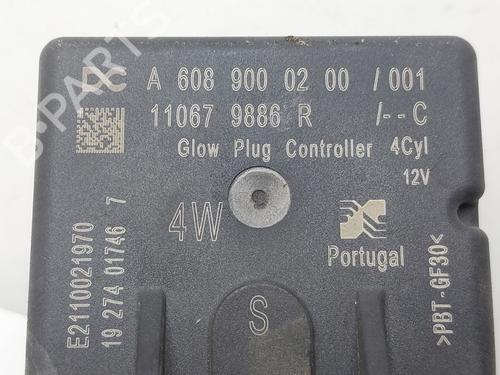 DC A 608 900 02 00 /001
11067 9886 R /--C
Glow Plug Controller 4Cyl
12V
4W
Portugal
E2110021970
19 274 01746 7
>PBT-GF30<
S
B-PARTS